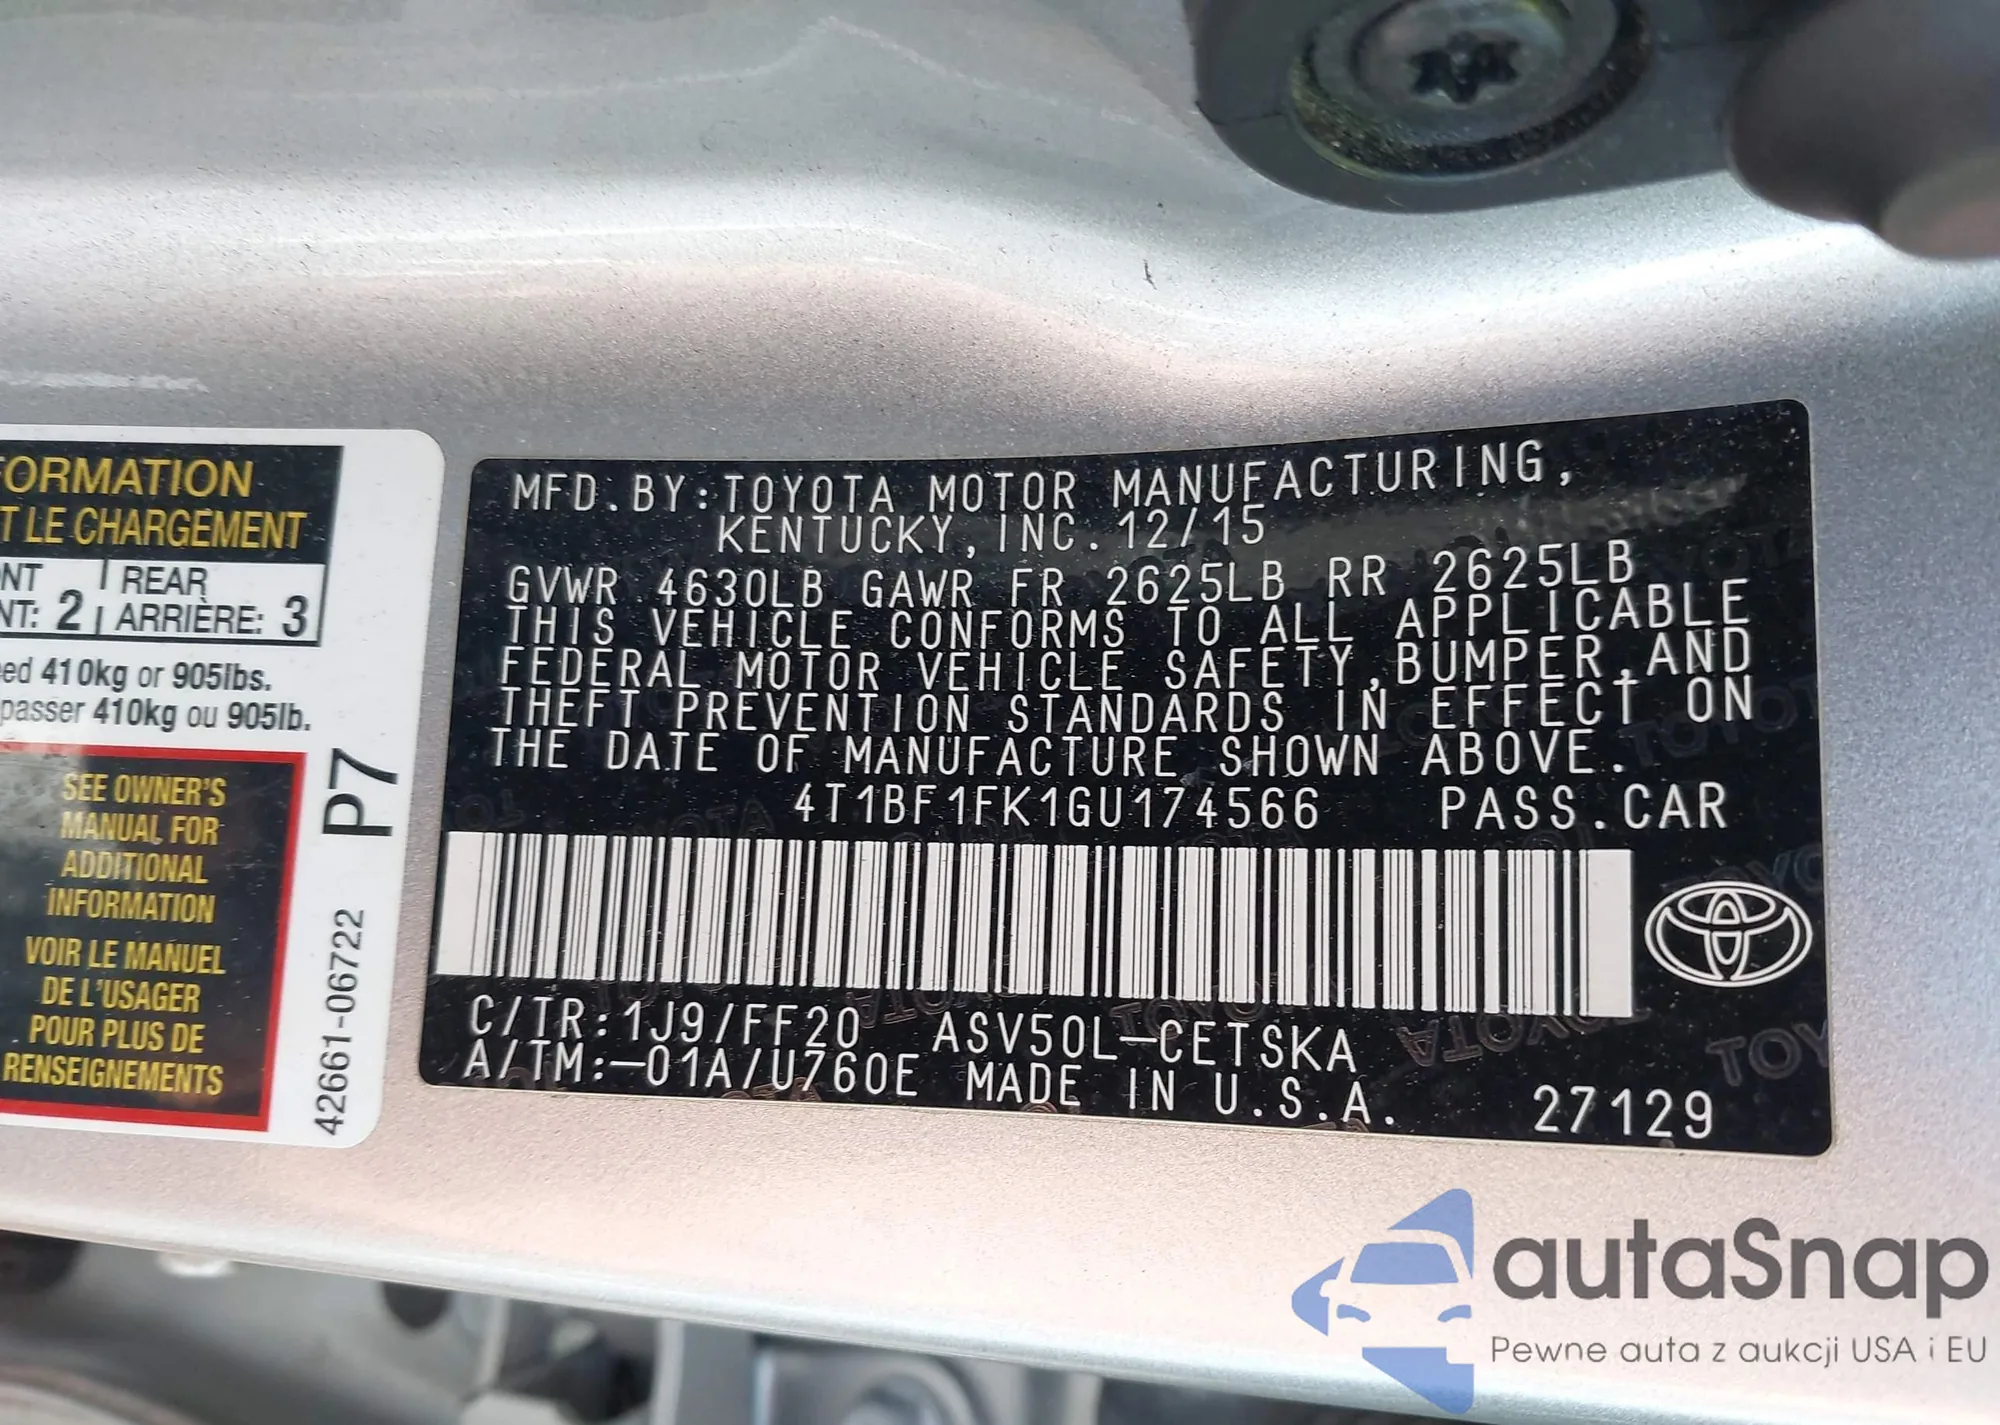 FORMATION
T LE CHARGEMENT
NT: 2 | REAR ARRIÈRE: 3
410kg or 905lbs.
passer 410kg ou 905lb.
SEE OWNER'S
MANUAL FOR
ADDITIONAL
INFORMATION
VOIR LE MANUEL
DE L'USAGER
POUR PLUS DE
RENSEIGNEMENTS
P7
42661-06722
MFD.BY:TOYOTA MOTOR MANUFACTURING,
KENTUCKY, INC. 12/15
GVWR 4630LB GAWR FR 2625LB RR 2625LB
THIS VEHICLE CONFORMS TO ALL APPLICABLE
FEDERAL MOTOR VEHICLE SAFETY,BUMPER,AND
THEFT PREVENTION STANDARDS IN EFFECT ON
THE DATE OF MANUFACTURE SHOWN ABOVE.
4T1BF1FK1GU174566 PASS.CAR
C/TR:1J9/FF20 ASV50L-CETSKA
A/TM:-01A/U760E MADE IN U.S.A. 27129
autaSnap
Pewne auta z aukcji USA i EU